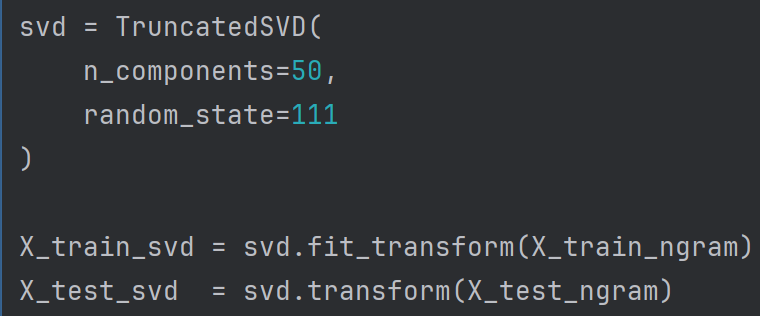 svd = TruncatedSVD(
    n_components=50,
    random_state=111
)

X_train_svd = svd.fit_transform(X_train_ngram)
X_test_svd  = svd.transform(X_test_ngram)